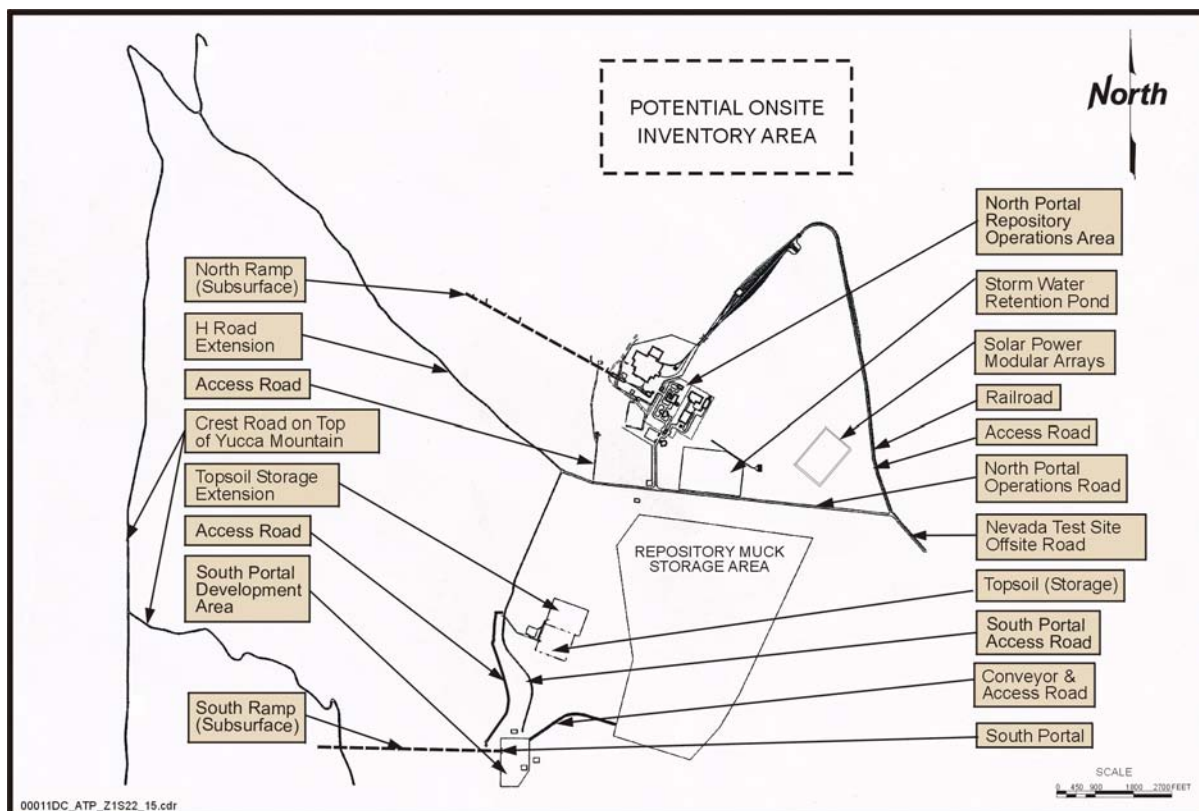 POTENTIAL ONSITE
INVENTORY AREA
North
North Ramp
(Subsurface)
H Road
Extension
Access Road
Crest Road on Top
of Yucca Mountain
Topsoil Storage
Extension
Access Road
South Portal
Development
Area
South Ramp
(Subsurface)
North Portal
Repository
Operations Area
Storm Water
Retention Pond
Solar Power
Modular Arrays
Railroad
Access Road
North Portal
Operations Road
Nevada Test Site
Offsite Road
Topsoil (Storage)
South Portal
Access Road
Conveyor &
Access Road
South Portal
REPOSITORY MUCK
STORAGE AREA
SCALE
0 450 900 1800 2700 FEET
00011DC_ATP_Z1S22_15.cdr